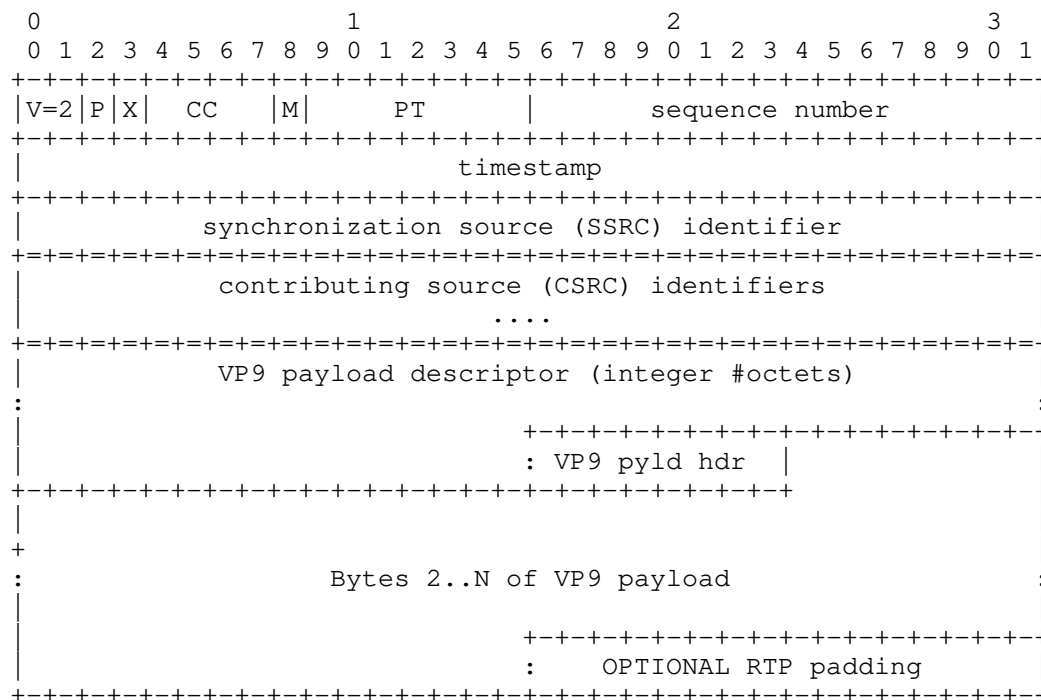 0                   1                   2                   3
 0 1 2 3 4 5 6 7 8 9 0 1 2 3 4 5 6 7 8 9 0 1 2 3 4 5 6 7 8 9 0 1
+-+-+-+-+-+-+-+-+-+-+-+-+-+-+-+-+-+-+-+-+-+-+-+-+-+-+-+-+-+-+-+--
|V=2|P|X|  CC   |M|     PT      |       sequence number
+-+-+-+-+-+-+-+-+-+-+-+-+-+-+-+-+-+-+-+-+-+-+-+-+-+-+-+-+-+-+-+--
|                           timestamp
+-+-+-+-+-+-+-+-+-+-+-+-+-+-+-+-+-+-+-+-+-+-+-+-+-+-+-+-+-+-+-+--
|           synchronization source (SSRC) identifier
+=+=+=+=+=+=+=+=+=+=+=+=+=+=+=+=+=+=+=+=+=+=+=+=+=+=+=+=+=+=+=+=-
|            contributing source (CSRC) identifiers
|                             ....
+=+=+=+=+=+=+=+=+=+=+=+=+=+=+=+=+=+=+=+=+=+=+=+=+=+=+=+=+=+=+=+=-
|            VP9 payload descriptor (integer #octets)
:                                                               :
|                               +-+-+-+-+-+-+-+-+-+-+-+-+-+-+-+--
|                               : VP9 pyld hdr  |
+-+-+-+-+-+-+-+-+-+-+-+-+-+-+-+-+-+-+-+-+-+-+-+-+
|
+
:                   Bytes 2..N of VP9 payload                   :
|
|                               +-+-+-+-+-+-+-+-+-+-+-+-+-+-+-+--
|                               :    OPTIONAL RTP padding
+-+-+-+-+-+-+-+-+-+-+-+-+-+-+-+-+-+-+-+-+-+-+-+-+-+-+-+-+-+-+-+--